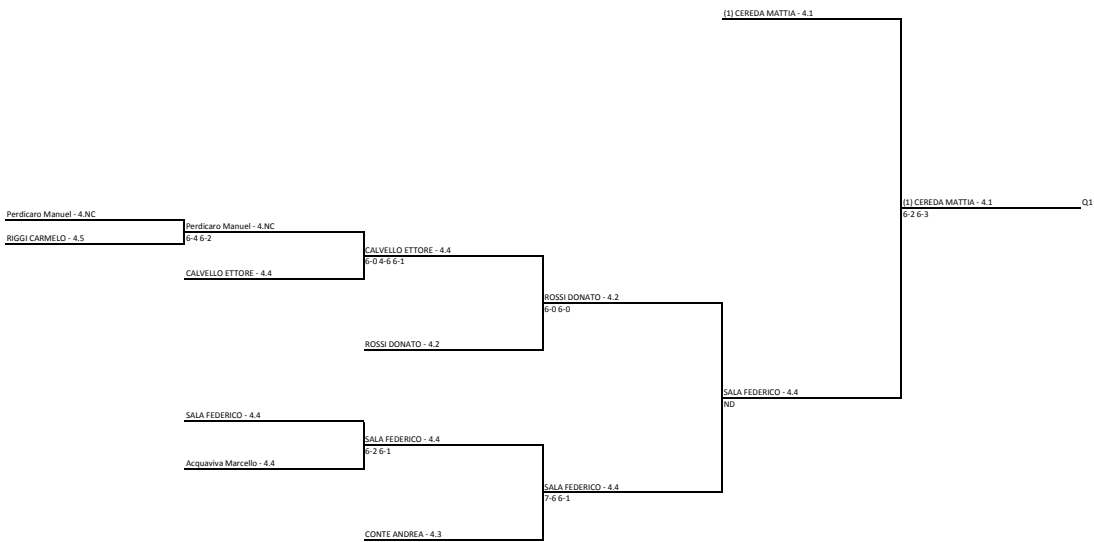 (1) CEREDA MATTIA - 4.1
(1) CEREDA MATTIA - 4.1
Q1
6-2 6-3
Perdicaro Manuel - 4.NC
Perdicaro Manuel - 4.NC
RIGGI CARMELO - 4.5
6-4 6-2
CALVELLO ETTORE - 4.4
6-0 4-6 6-1
CALVELLO ETTORE - 4.4
ROSSI DONATO - 4.2
6-0 6-0
ROSSI DONATO - 4.2
SALA FEDERICO - 4.4
ND
SALA FEDERICO - 4.4
SALA FEDERICO - 4.4
6-2 6-1
Acquaviva Marcello - 4.4
SALA FEDERICO - 4.4
7-6 6-1
CONTE ANDREA - 4.3